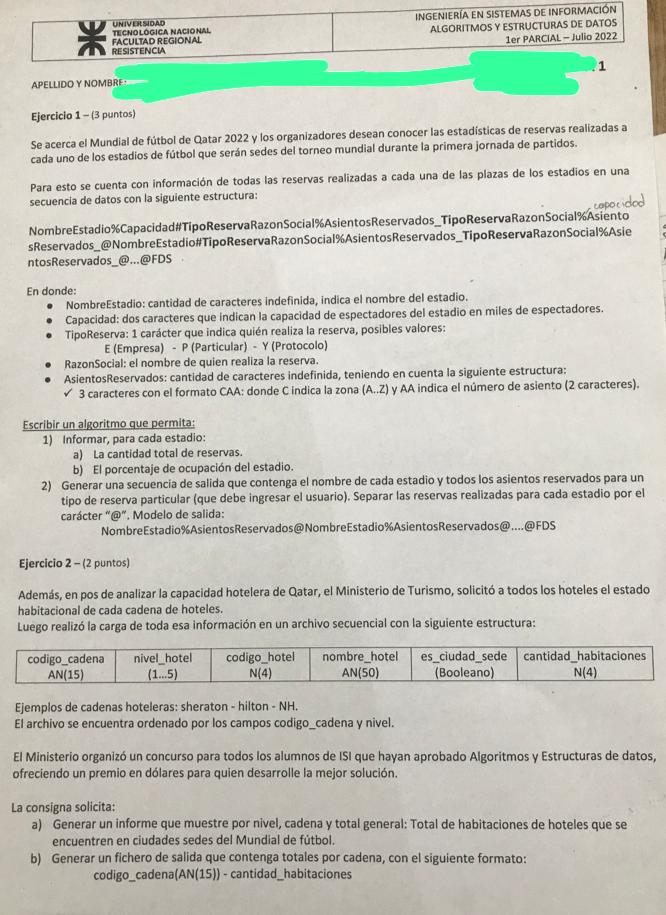 UNIVERSIDAD
TECNOLÓGICA NACIONAL
FACULTAD REGIONAL
RESISTENCIA
INGENIERÍA EN SISTEMAS DE INFORMACIÓN
ALGORITMOS Y ESTRUCTURAS DE DATOS
1er PARCIAL – Julio 2022
1
APELLIDO Y NOMBRE:
Ejercicio 1 – (3 puntos)
Se acerca el Mundial de fútbol de Qatar 2022 y los organizadores desean conocer las estadísticas de reservas realizadas a
cada uno de los estadios de fútbol que serán sedes del torneo mundial durante la primera jornada de partidos.
Para esto se cuenta con información de todas las reservas realizadas a cada una de las plazas de los estadios en una
secuencia de datos con la siguiente estructura:
capacidad
NombreEstadio%Capacidad#TipoReservaRazonSocial%AsientosReservados_TipoReservaRazonSocial%Asiento
sReservados_@NombreEstadio#TipoReservaRazonSocial%AsientosReservados_TipoReservaRazonSocial%Asie
ntosReservados_@...@FDS
En donde:
• NombreEstadio: cantidad de caracteres indefinida, indica el nombre del estadio.
• Capacidad: dos caracteres que indican la capacidad de espectadores del estadio en miles de espectadores.
• TipoReserva: 1 carácter que indica quién realiza la reserva, posibles valores:
E (Empresa) - P (Particular) - Y (Protocolo)
• RazonSocial: el nombre de quien realiza la reserva.
• AsientosReservados: cantidad de caracteres indefinida, teniendo en cuenta la siguiente estructura:
✓ 3 caracteres con el formato CAA: donde C indica la zona (A..Z) y AA indica el número de asiento (2 caracteres).
Escribir un algoritmo que permita:
1) Informar, para cada estadio:
a) La cantidad total de reservas.
b) El porcentaje de ocupación del estadio.
2) Generar una secuencia de salida que contenga el nombre de cada estadio y todos los asientos reservados para un
tipo de reserva particular (que debe ingresar el usuario). Separar las reservas realizadas para cada estadio por el
carácter “@”. Modelo de salida:
NombreEstadio%AsientosReservados@NombreEstadio%AsientosReservados@....@FDS
Ejercicio 2 – (2 puntos)
Además, en pos de analizar la capacidad hotelera de Qatar, el Ministerio de Turismo, solicitó a todos los hoteles el estado
habitacional de cada cadena de hoteles.
Luego realizó la carga de toda esa información en un archivo secuencial con la siguiente estructura:
codigo_cadena nivel_hotel codigo_hotel nombre_hotel es_ciudad_sede cantidad_habitaciones
AN(15) (1...5) N(4) AN(50) (Booleano) N(4)
Ejemplos de cadenas hoteleras: sheraton - hilton - NH.
El archivo se encuentra ordenado por los campos codigo_cadena y nivel.
El Ministerio organizó un concurso para todos los alumnos de ISI que hayan aprobado Algoritmos y Estructuras de datos,
ofreciendo un premio en dólares para quien desarrolle la mejor solución.
La consigna solicita:
a) Generar un informe que muestre por nivel, cadena y total general: Total de habitaciones de hoteles que se
encuentren en ciudades sedes del Mundial de fútbol.
b) Generar un fichero de salida que contenga totales por cadena, con el siguiente formato:
codigo_cadena(AN(15)) - cantidad_habitaciones